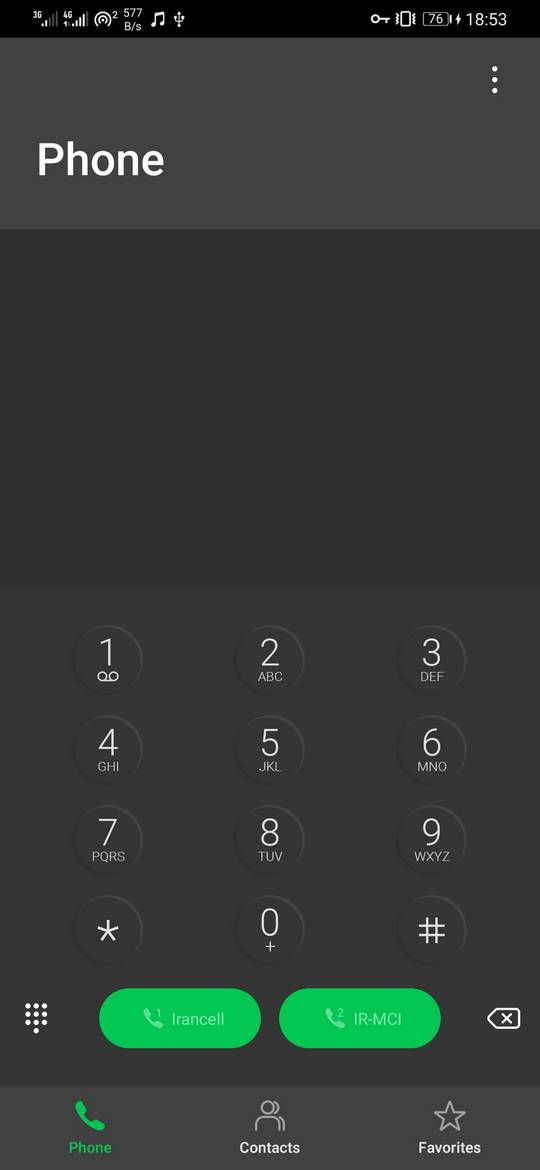 3G 4G 2 577 B/s 76 18:53
Phone
1 2 3
ABC DEF
4 5 6
GHI JKL MNO
7 8 9
PQRS TUV WXYZ
* 0 #
+
1 Irancell 2 IR-MCI
Phone Contacts Favorites